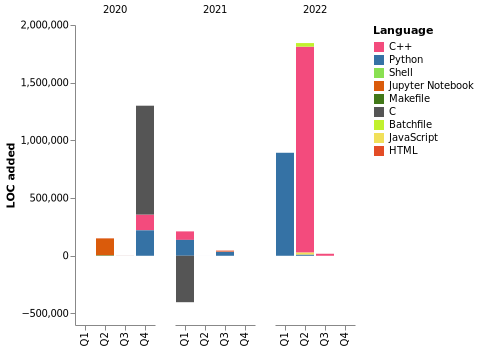 2020 2021 2022
Language
C++
Python
Shell
Jupyter Notebook
Makefile
C
Batchfile
JavaScript
HTML
LOC added
2,000,000
1,500,000
1,000,000
500,000
0
−500,000
Q1 Q2 Q3 Q4 Q1 Q2 Q3 Q4 Q1 Q2 Q3 Q4